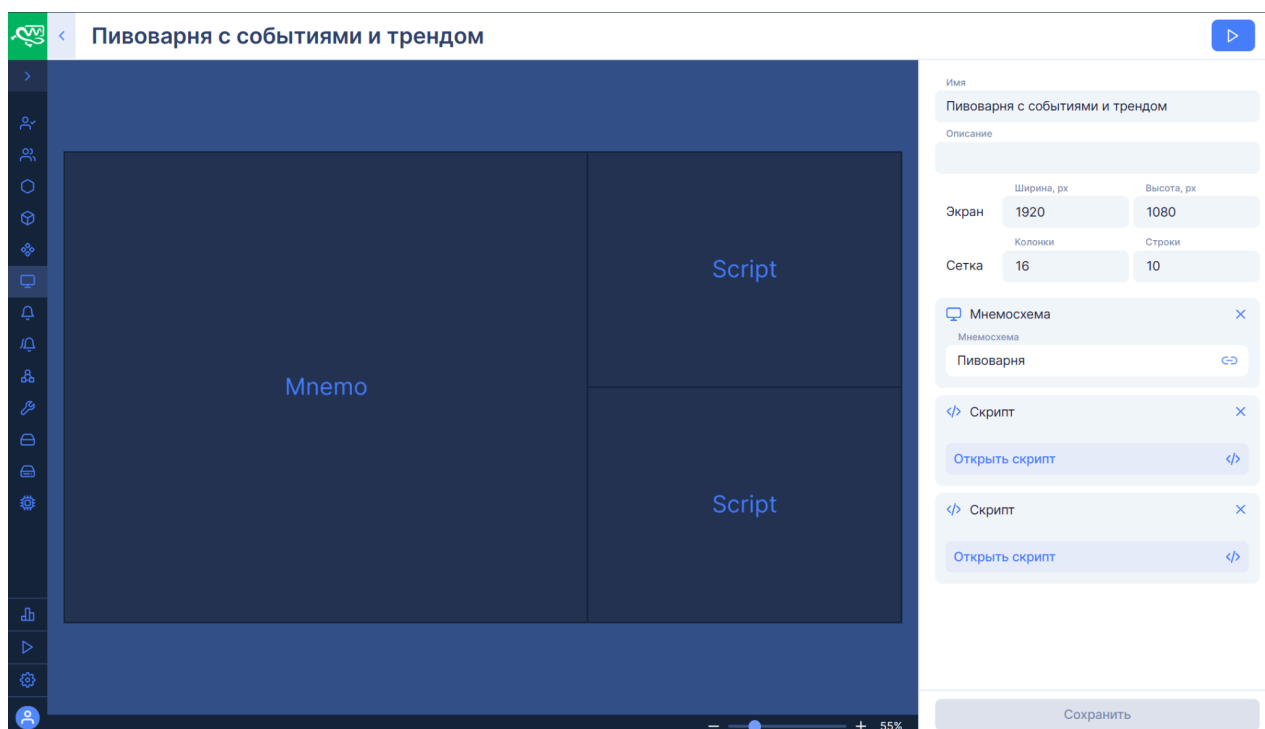 Пивоварня с событиями и трендом
Mnemo
Script
Script
55%
Имя
Пивоварня с событиями и трендом
Описание
Ширина, px
Высота, px
Экран
1920
1080
Колонки
Строки
Сетка
16
10
Мнемосхема
Мнемосхема
Пивоварня
Скрипт
Открыть скрипт
Скрипт
Открыть скрипт
Сохранить